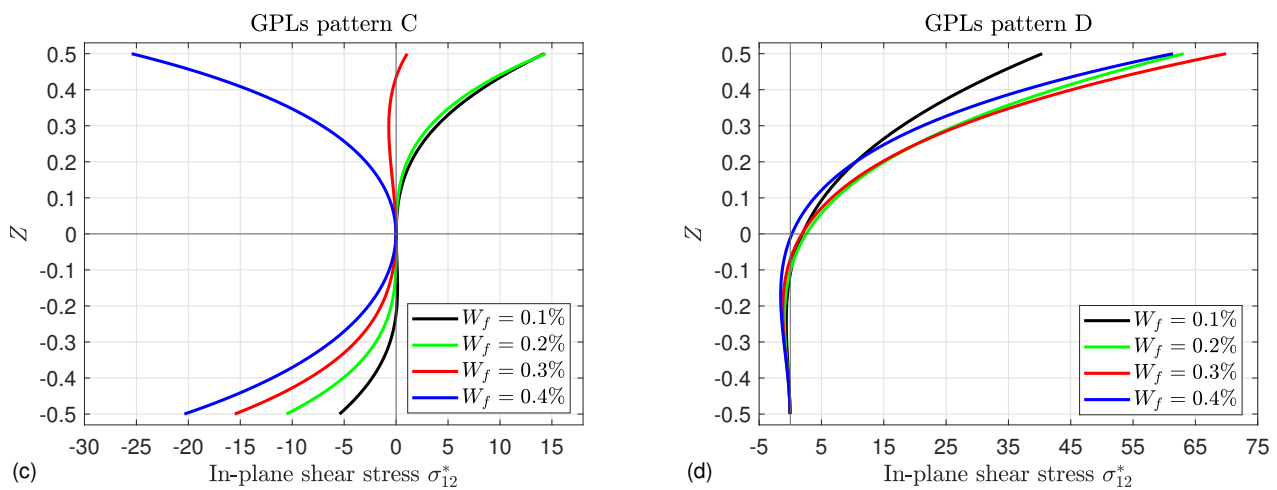 GPLs pattern C
0.5
0.4
0.3
0.2
0.1
0
-0.1
-0.2
-0.3
-0.4
-0.5
Z
W_f = 0.1%
W_f = 0.2%
W_f = 0.3%
W_f = 0.4%
-30 -25 -20 -15 -10 -5 0 5 10 15
(c)
In-plane shear stress σ*12
GPLs pattern D
0.5
0.4
0.3
0.2
0.1
0
-0.1
-0.2
-0.3
-0.4
-0.5
Z
W_f = 0.1%
W_f = 0.2%
W_f = 0.3%
W_f = 0.4%
-5 5 15 25 35 45 55 65 75
(d)
In-plane shear stress σ*12